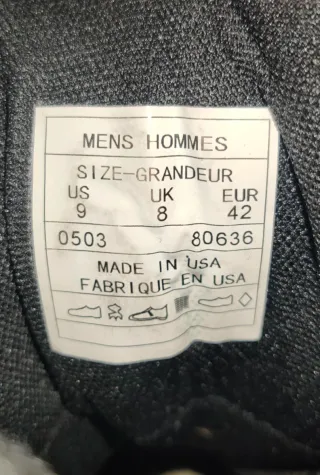 MENS HOMMES
SIZE-GRANDEUR
US UK EUR
9 8 42
0503 80636
MADE IN USA
FABRIQUE EN USA